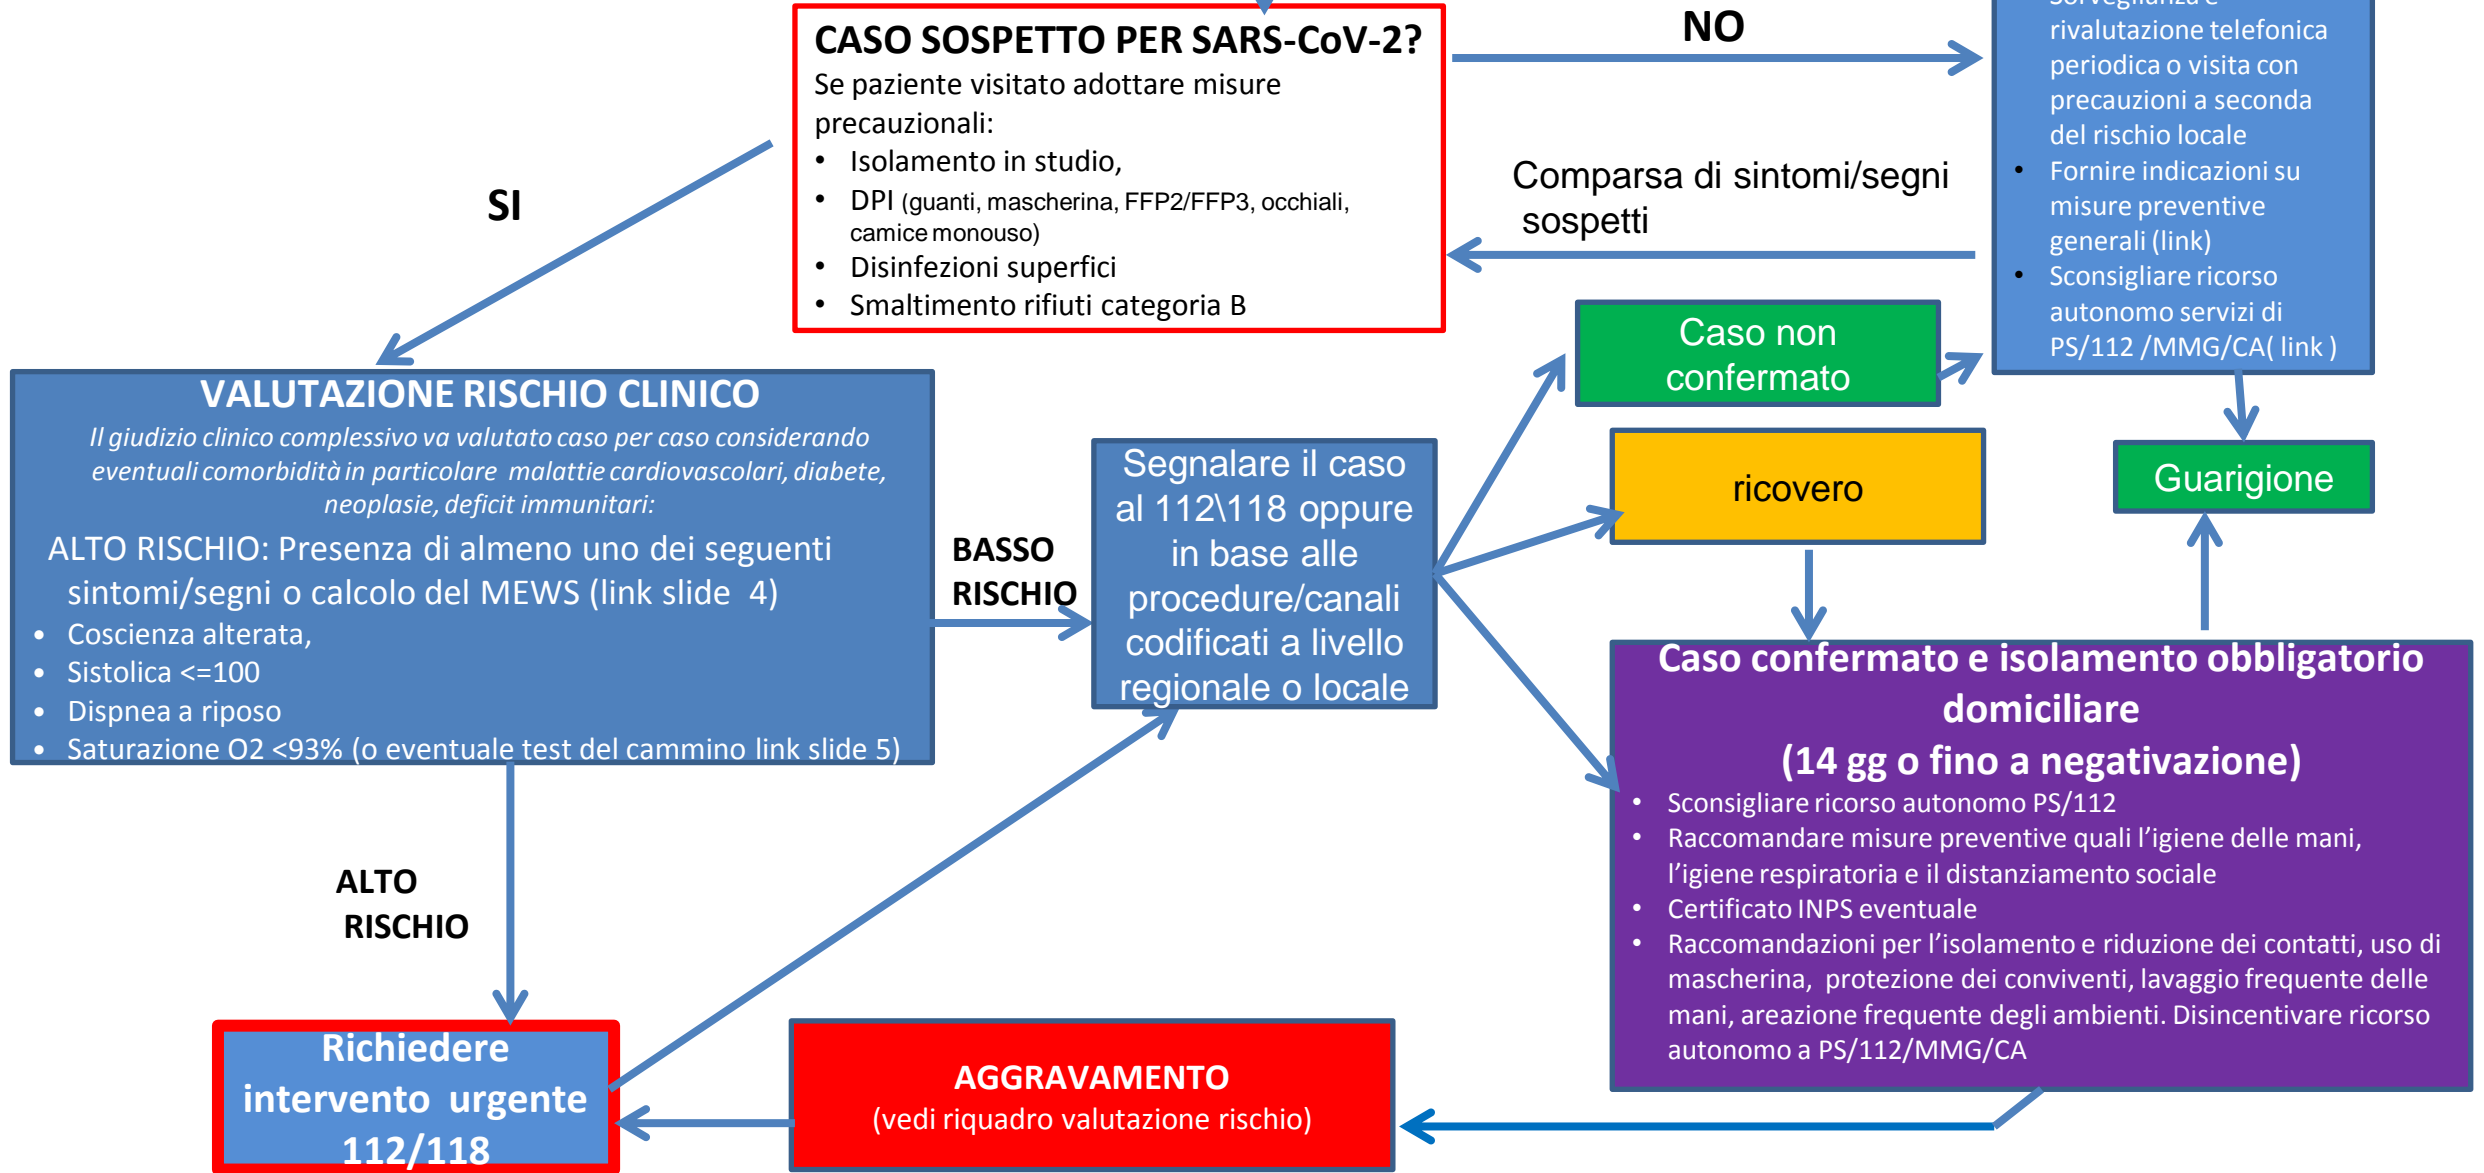 CASO SOSPETTO PER SARS-CoV-2?
Se paziente visitato adottare misure
precauzionali:
• Isolamento in studio,
• DPI (guanti, mascherina, FFP2/FFP3, occhiali,
camice monouso)
• Disinfezioni superfici
• Smaltimento rifiuti categoria B
NO
Sorveglianza e
rivalutazione telefonica
periodica o visita con
precauzioni a seconda
del rischio locale
• Fornire indicazioni su
misure preventive
generali (link)
• Sconsigliare ricorso
autonomo servizi di
PS/112 /MMG/CA( link )
SI
Comparsa di sintomi/segni
sospetti
VALUTAZIONE RISCHIO CLINICO
Il giudizio clinico complessivo va valutato caso per caso considerando
eventuali comorbidità in particolare malattie cardiovascolari, diabete,
neoplasie, deficit immunitari:
ALTO RISCHIO: Presenza di almeno uno dei seguenti
sintomi/segni o calcolo del MEWS (link slide 4)
• Coscienza alterata,
• Sistolica <=100
• Dispnea a riposo
• Saturazione O2 <93% (o eventuale test del cammino link slide 5)
BASSO
RISCHIO
Segnalare il caso
al 112\118 oppure
in base alle
procedure/canali
codificati a livello
regionale o locale
Caso non
confermato
ricovero
Guarigione
Caso confermato e isolamento obbligatorio
domiciliare
(14 gg o fino a negativazione)
• Sconsigliare ricorso autonomo PS/112
• Raccomandare misure preventive quali l’igiene delle mani,
l’igiene respiratoria e il distanziamento sociale
• Certificato INPS eventuale
• Raccomandazioni per l’isolamento e riduzione dei contatti, uso di
mascherina, protezione dei conviventi, lavaggio frequente delle
mani, areazione frequente degli ambienti. Disincentivare ricorso
autonomo a PS/112/MMG/CA
ALTO
RISCHIO
Richiedere
intervento urgente
112/118
AGGRAVAMENTO
(vedi riquadro valutazione rischio)